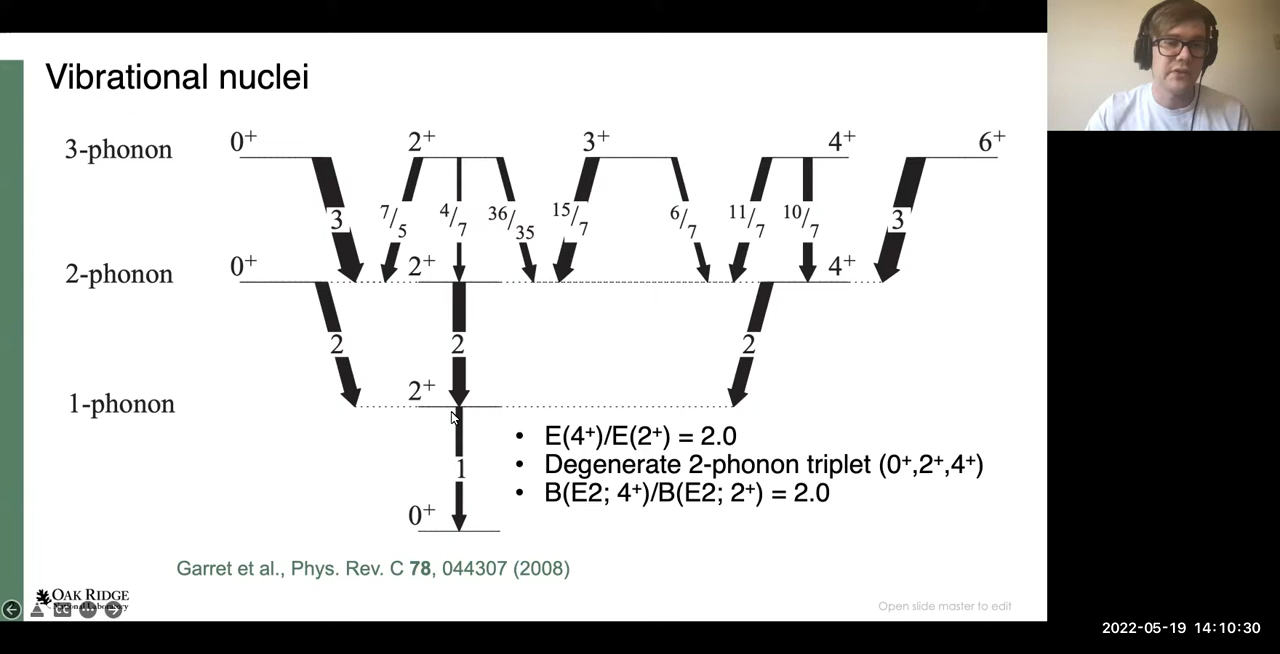 Vibrational nuclei
3-phonon 0⁺ 2⁺ 3⁺ 4⁺ 6⁺
3 7/5 4/7 36/35 15/7 6/7 11/7 10/7 3
2-phonon 0⁺ 2⁺ 4⁺
2 2 2
1-phonon 2⁺
• E(4⁺)/E(2⁺) = 2.0
1 • Degenerate 2-phonon triplet (0⁺,2⁺,4⁺)
• B(E2; 4⁺)/B(E2; 2⁺) = 2.0
0⁺
Garret et al., Phys. Rev. C 78, 044307 (2008)
OAK RIDGE
National Laboratory
CC
Open slide master to edit
2022-05-19 14:10:30